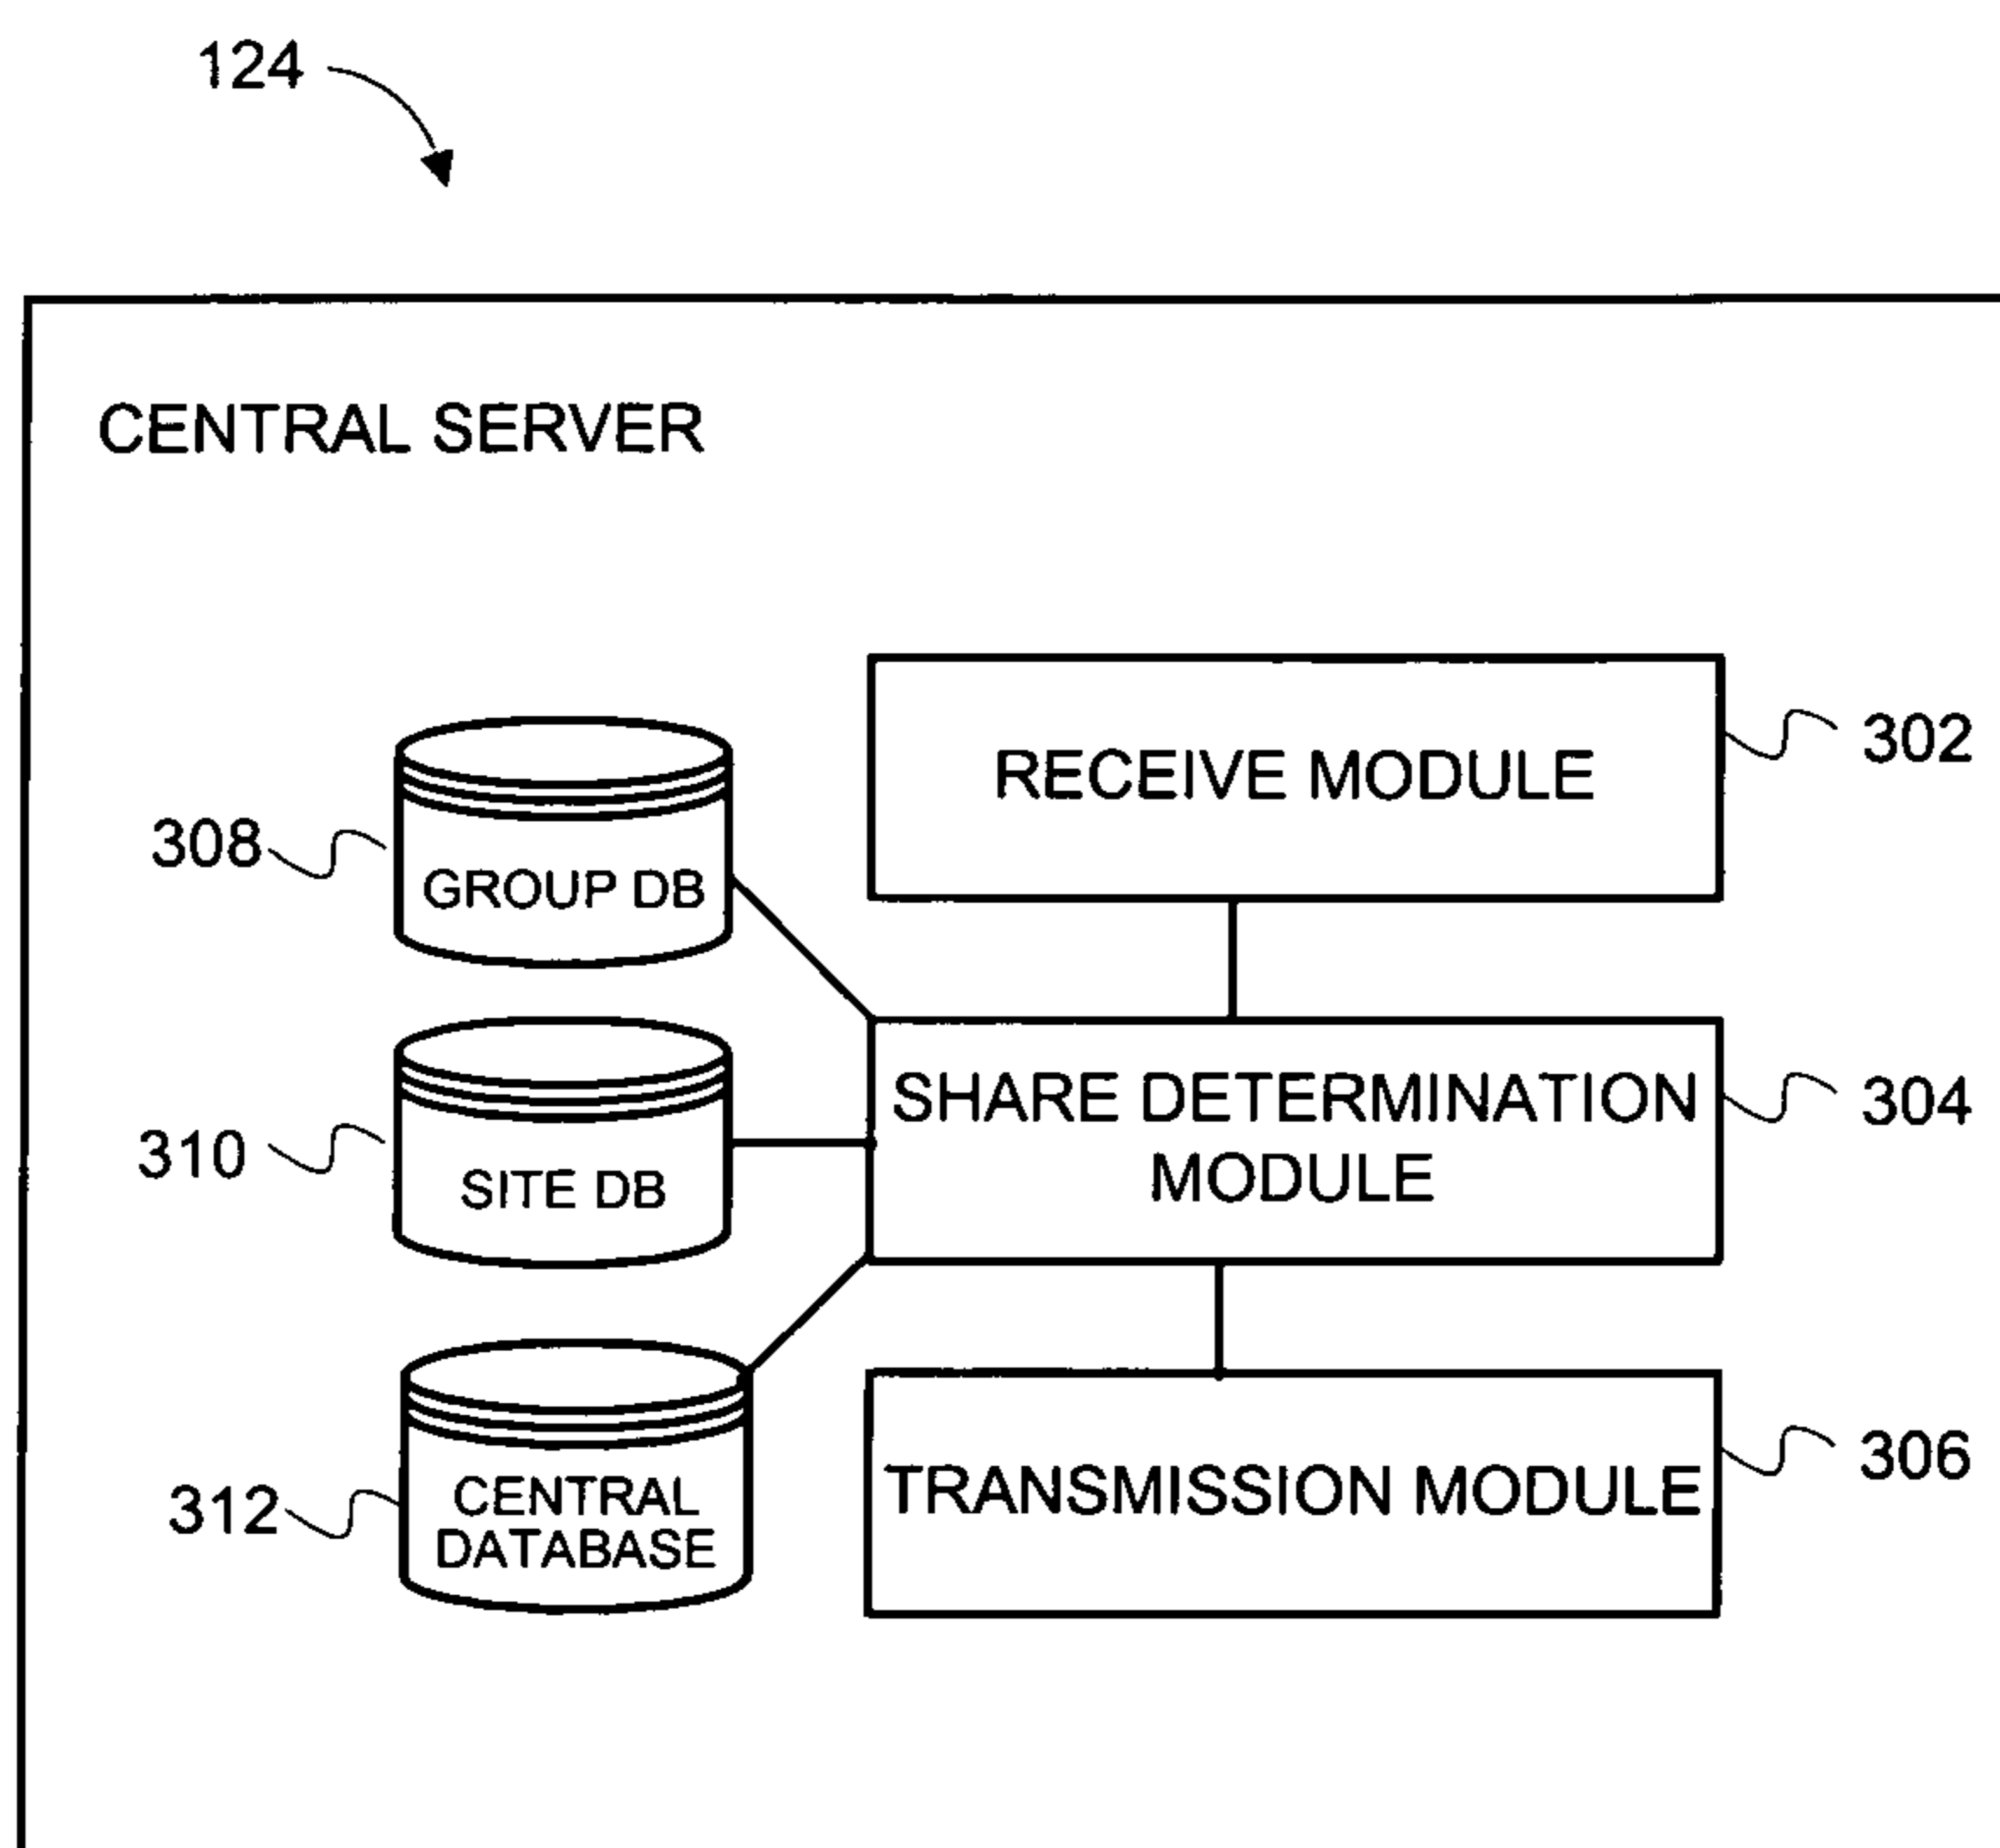 124
CENTRAL SERVER
RECEIVE MODULE
302
308
GROUP DB
SHARE DETERMINATION
MODULE
304
310
SITE DB
312
CENTRAL
DATABASE
TRANSMISSION MODULE
306